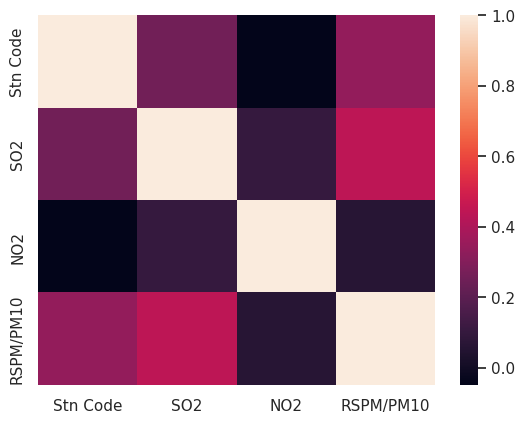 Stn Code
SO2
NO2
RSPM/PM10
Stn Code
SO2
NO2
RSPM/PM10
1.0
0.8
0.6
0.4
0.2
0.0